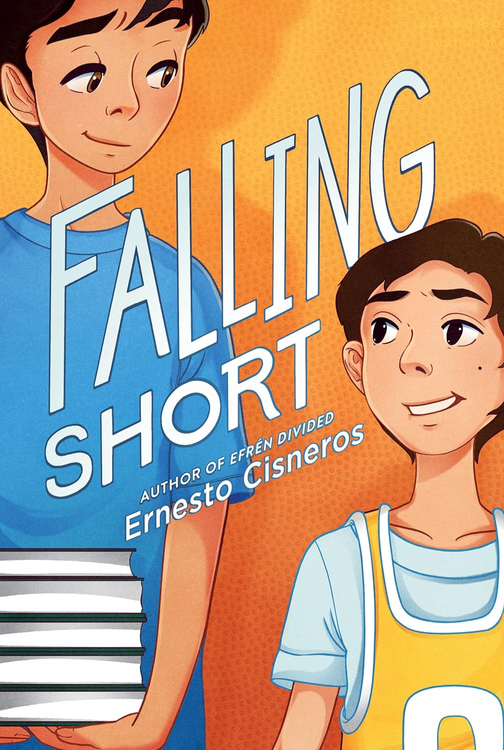 FALLING
SHORT
AUTHOR OF EFRÉN DIVIDED
Ernesto Cisneros